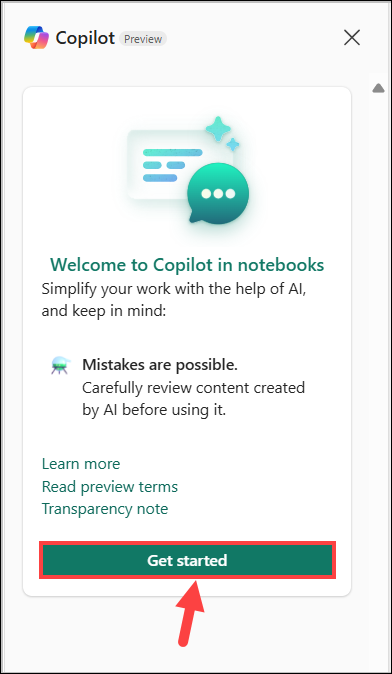 Copilot Preview
Welcome to Copilot in notebooks
Simplify your work with the help of AI,
and keep in mind:
Mistakes are possible.
Carefully review content created
by AI before using it.
Learn more
Read preview terms
Transparency note
Get started